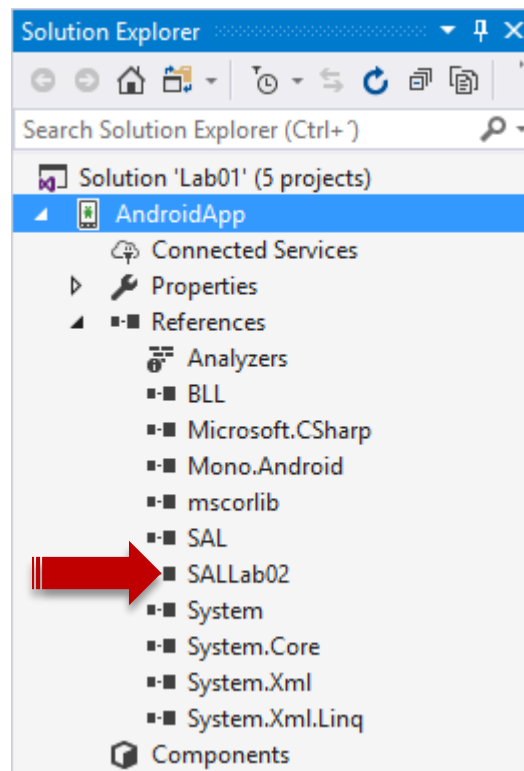 Solution Explorer
Search Solution Explorer (Ctrl+´)
Solution 'Lab01' (5 projects)
AndroidApp
Connected Services
Properties
References
Analyzers
BLL
Microsoft.CSharp
Mono.Android
mscorlib
SAL
SALLab02
System
System.Core
System.Xml
System.Xml.Linq
Components